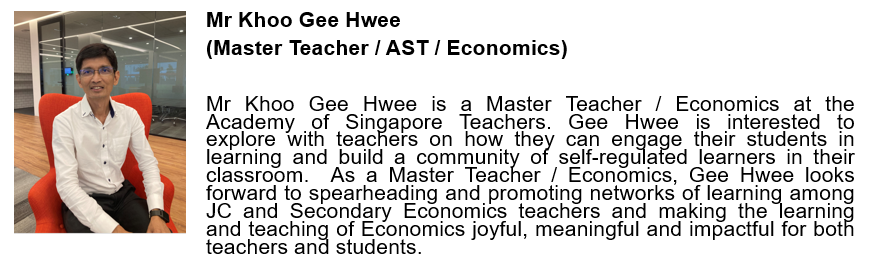 Mr Khoo Gee Hwee
(Master Teacher / AST / Economics)
Mr Khoo Gee Hwee is a Master Teacher / Economics at the
Academy of Singapore Teachers. Gee Hwee is interested to
explore with teachers on how they can engage their students in
learning and build a community of self-regulated learners in their
classroom.  As a Master Teacher / Economics, Gee Hwee looks
forward to spearheading and promoting networks of learning among
JC and Secondary Economics teachers and making the learning
and teaching of Economics joyful, meaningful and impactful for both
teachers and students.